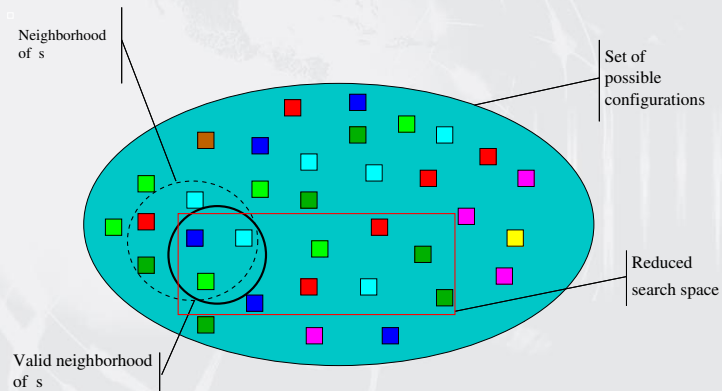 Neighborhood
of s
Set of
possible
configurations
Reduced
search space
Valid neighborhood
of s